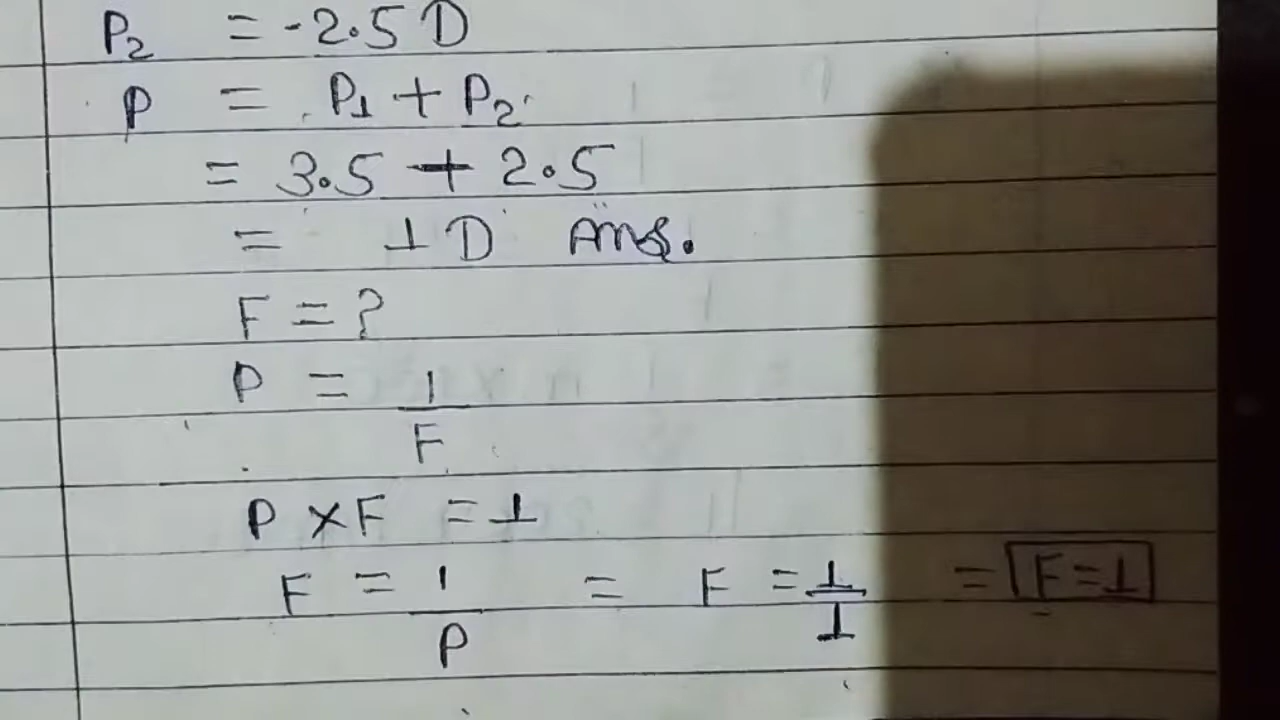 P₂ = -2.5 D
P = P₁ + P₂
= 3.5 + 2.5
= 1 D Ans.
F = ?
P = 1/F
P × F = 1
F = 1/P = F = 1/1 = F = 1